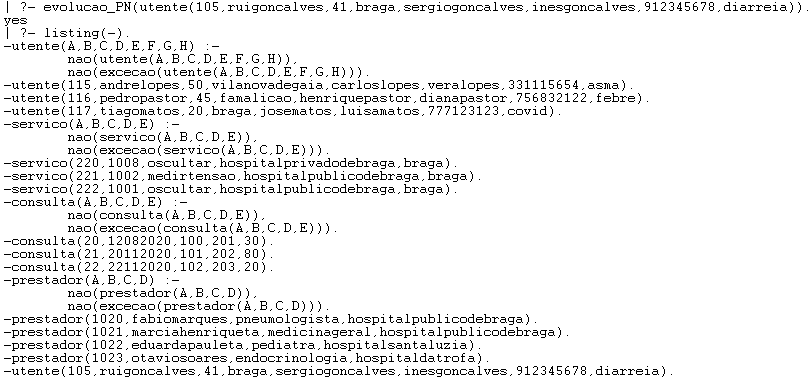 | ?- evolucao_PN(utente(105,ruigoncalves,41,braga,sergiogoncalves,inesgoncalves,912345678,diarreia)).
yes
| ?- listing(-).
-utente(A,B,C,D,E,F,G,H) :-
        nao(utente(A,B,C,D,E,F,G,H)),
        nao(excecao(utente(A,B,C,D,E,F,G,H))).
-utente(115,andrelopes,50,vilanovadegaia,carloslopes,veralopes,331115654,asma).
-utente(116,pedropastor,45,famalicao,henriquepastor,dianapastor,756832122,febre).
-utente(117,tiagomatos,20,braga,josematos,luisamatos,777123123,covid).
-servico(A,B,C,D,E) :-
        nao(servico(A,B,C,D,E)),
        nao(excecao(servico(A,B,C,D,E))).
-servico(220,1008,oscultar,hospitalprivadodebraga,braga).
-servico(221,1002,medirtensao,hospitalpublicodebraga,braga).
-servico(222,1001,oscultar,hospitalpublicodebraga,braga).
-consulta(A,B,C,D,E) :-
        nao(consulta(A,B,C,D,E)),
        nao(excecao(consulta(A,B,C,D,E))).
-consulta(20,12082020,100,201,30).
-consulta(21,20112020,101,202,80).
-consulta(22,22112020,102,203,20).
-prestador(A,B,C,D) :-
        nao(prestador(A,B,C,D)),
        nao(excecao(prestador(A,B,C,D))).
-prestador(1020,fabiomarques,pneumologista,hospitalpublicodebraga).
-prestador(1021,marciahenriqueta,medicinageral,hospitalpublicodebraga).
-prestador(1022,eduardapauleta,pediatra,hospitalsantaluzia).
-prestador(1023,otaviosoares,endocrinologia,hospitaldatrofa).
-utente(105,ruigoncalves,41,braga,sergiogoncalves,inesgoncalves,912345678,diarreia).